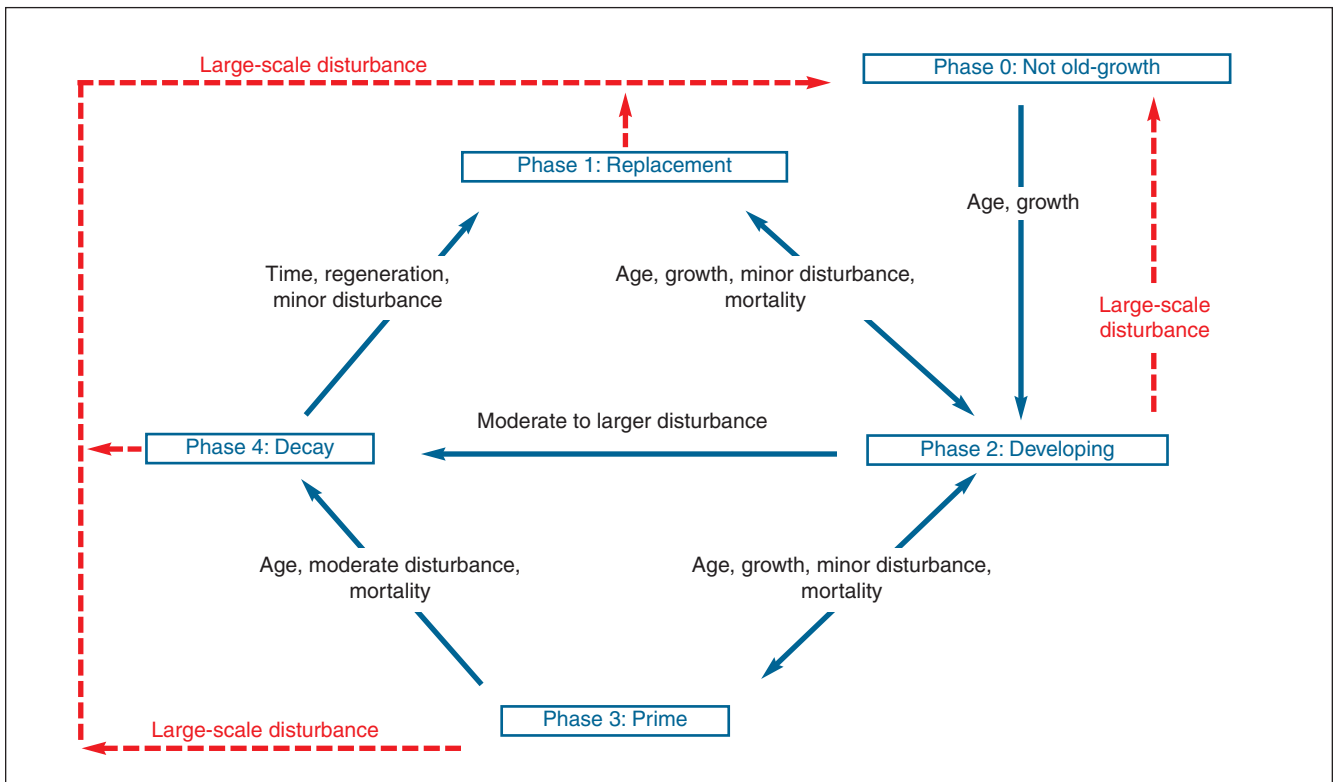 Large-scale disturbance
Phase 0: Not old-growth
Phase 1: Replacement
Age, growth
Time, regeneration,
minor disturbance
Age, growth, minor disturbance,
mortality
Large-scale
disturbance
Moderate to larger disturbance
Phase 4: Decay
Phase 2: Developing
Age, moderate disturbance,
mortality
Age, growth, minor disturbance,
mortality
Large-scale disturbance
Phase 3: Prime